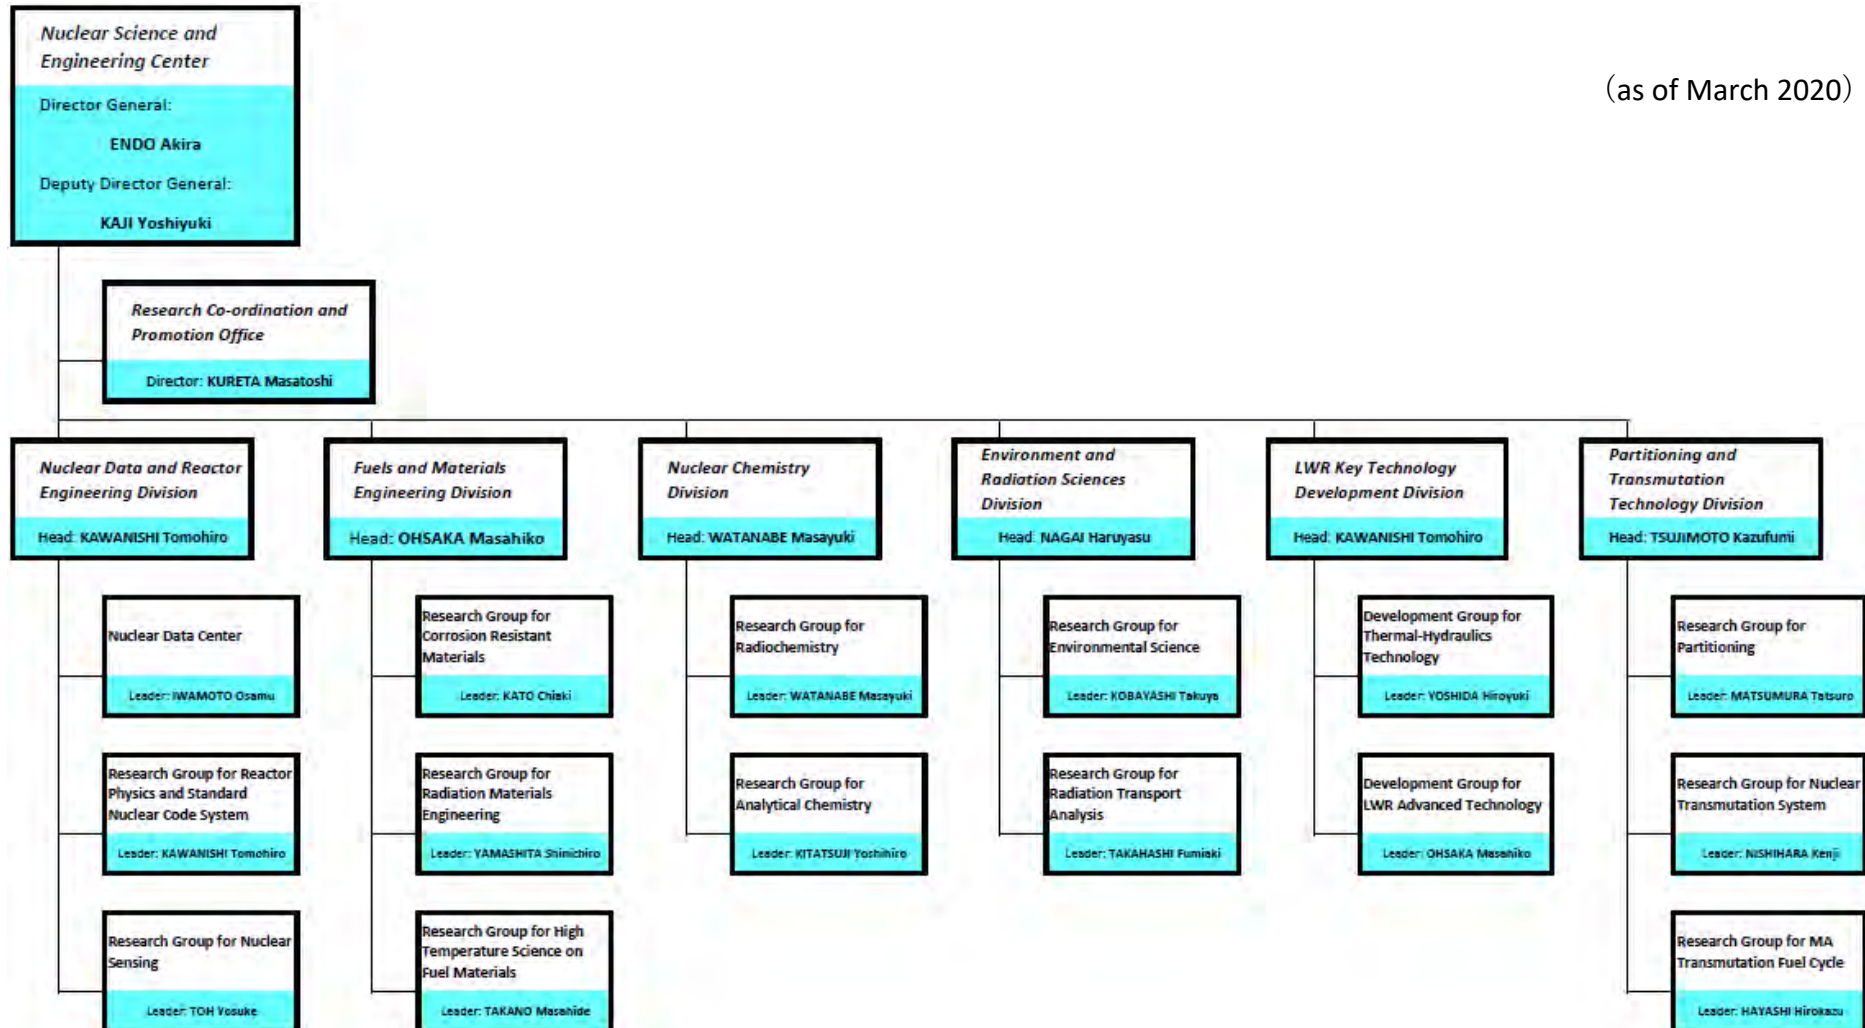 Nuclear Science and
Engineering Center
Director General:
ENDO Akira
Deputy Director General:
KAJI Yoshiyuki
（as of March 2020）
Research Co-ordination and
Promotion Office
Director: KURETA Masatoshi
Nuclear Data and Reactor
Engineering Division
Head: KAWANISHI Tomohiro
Fuels and Materials
Engineering Division
Head: OHSAKA Masahiko
Nuclear Chemistry
Division
Head: WATANABE Masayuki
Environment and
Radiation Sciences
Division
Head: NAGAI Haruyasu
LWR Key Technology
Development Division
Head: KAWANISHI Tomohiro
Partitioning and
Transmutation
Technology Division
Head: TSUJIMOTO Kazufumi
Nuclear Data Center
Leader: IWAMOTO Osamu
Research Group for
Corrosion Resistant
Materials
Leader: KATO Chiaki
Research Group for
Radiochemistry
Leader: WATANABE Masayuki
Research Group for
Environmental Science
Leader: KOBAYASHI Takuya
Development Group for
Thermal-Hydraulics
Technology
Leader: YOSHIDA Hiroyuki
Research Group for
Partitioning
Leader: MATSUMURA Tatsuro
Research Group for Reactor
Physics and Standard
Nuclear Code System
Leader: KAWANISHI Tomohiro
Research Group for
Radiation Materials
Engineering
Leader: YAMASHITA Shinichiro
Research Group for
Analytical Chemistry
Leader: KITATSUJI Yoshihiro
Research Group for
Radiation Transport
Analysis
Leader: TAKAHASHI Fumiaki
Development Group for
LWR Advanced Technology
Leader: OHSAKA Masahiko
Research Group for Nuclear
Transmutation System
Leader: NISHIHARA Kenji
Research Group for Nuclear
Sensing
Leader: TOH Yosuke
Research Group for High
Temperature Science on
Fuel Materials
Leader: TAKANO Masahide
Research Group for MA
Transmutation Fuel Cycle
Leader: HAYASHI Hirokazu